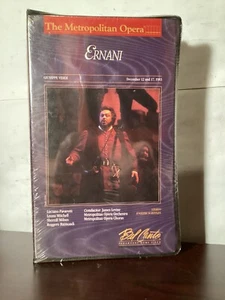 The Metropolitan Opera
ERNANI
GIUSEPPE VERDI
December 12 and 17, 1983
Luciano Pavarotti
Leona Mitchell
Sherrill Milnes
Ruggero Raimondi
Conductor: James Levine
Metropolitan Opera Orchestra
Metropolitan Opera Chorus
Bel Canto